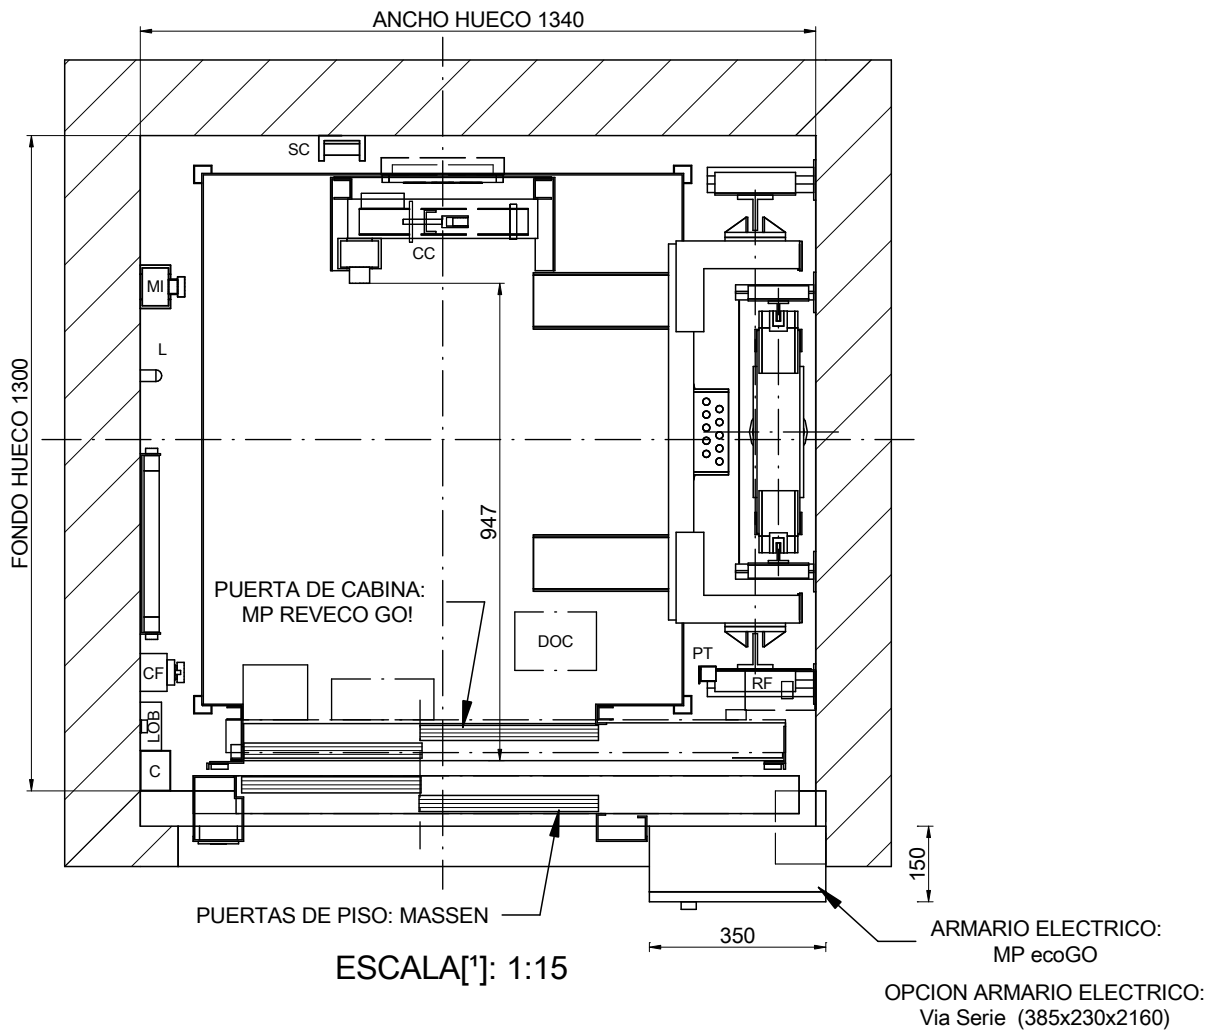 ANCHO HUECO 1340
SC
CC
MI
L
FONDO HUECO 1300
947
PUERTA DE CABINA:
MP REVECO GO!
DOC
PT
RF
CF
LOB
C
150
PUERTAS DE PISO: MASSEN
350
ARMARIO ELECTRICO:
MP ecoGO
ESCALA[¹]: 1:15
OPCION ARMARIO ELECTRICO:
Via Serie (385x230x2160)